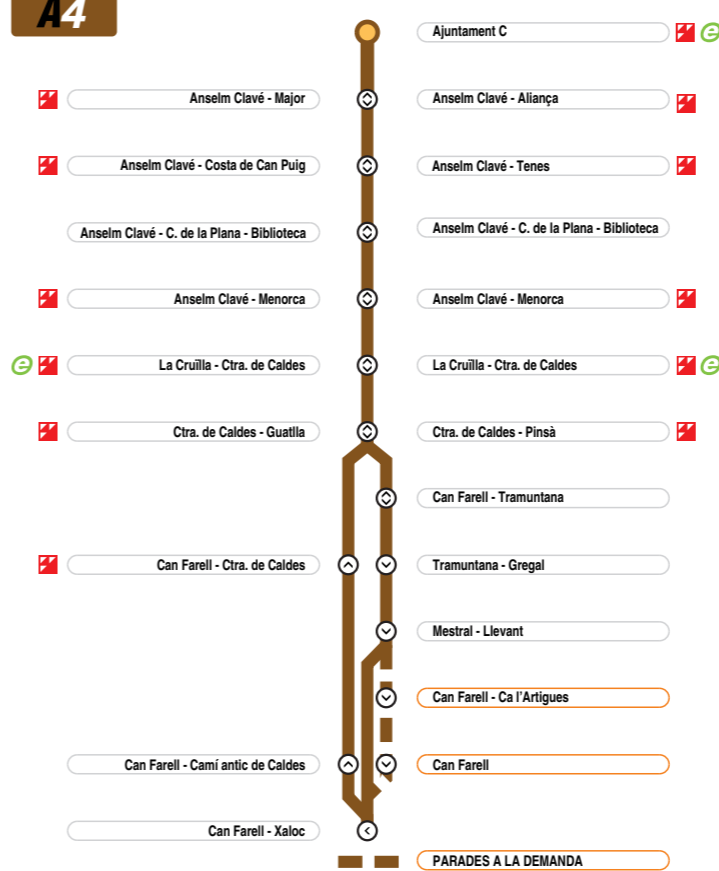 A4
Ajuntament C
e
Anselm Clavé - Major
Anselm Clavé - Aliança
Anselm Clavé - Costa de Can Puig
Anselm Clavé - Tenes
Anselm Clavé - C. de la Plana - Biblioteca
Anselm Clavé - C. de la Plana - Biblioteca
Anselm Clavé - Menorca
Anselm Clavé - Menorca
e
La Cruïlla - Ctra. de Caldes
La Cruïlla - Ctra. de Caldes
e
Ctra. de Caldes - Guatlla
Ctra. de Caldes - Pinsà
Can Farell - Tramuntana
Can Farell - Ctra. de Caldes
Tramuntana - Gregal
Mestral - Llevant
Can Farell - Ca l'Artigues
Can Farell - Camí antic de Caldes
Can Farell
Can Farell - Xaloc
PARADES A LA DEMANDA